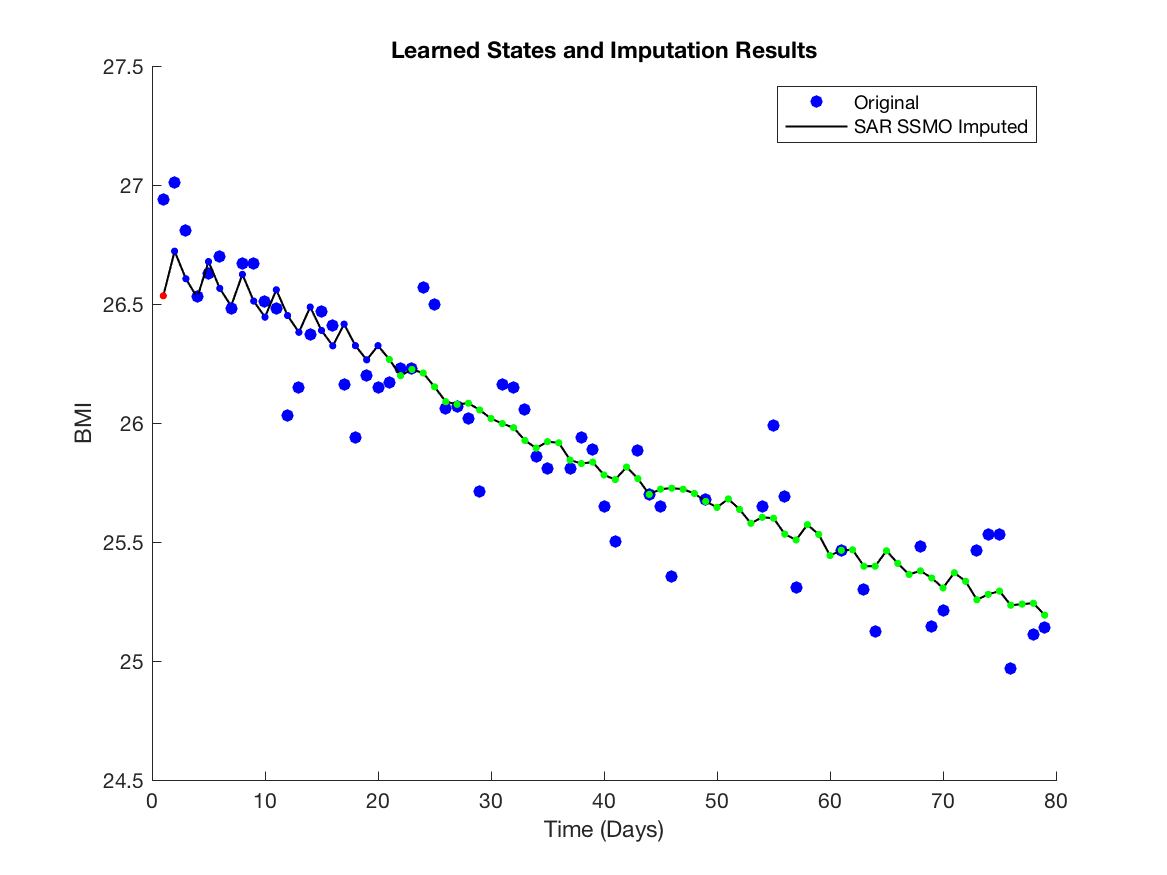 Learned States and Imputation Results
27.5
27
26.5
26
25.5
25
24.5
BMI
Original
SAR SSMO Imputed
0 10 20 30 40 50 60 70 80
Time (Days)